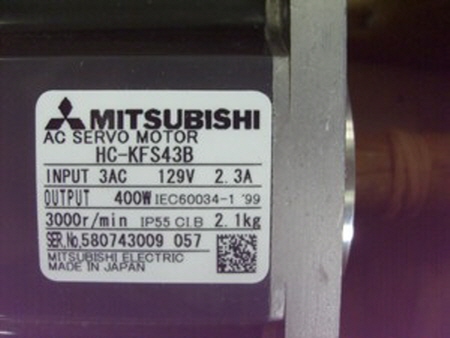 MITSUBISHI
AC SERVO MOTOR
HC-KFS43B
INPUT 3AC 129V 2.3A
OUTPUT 400W IEC60034-1 '99
3000r/min IP55 CI.B 2.1kg
SER.No.580743009 057
MITSUBISHI ELECTRIC
MADE IN JAPAN